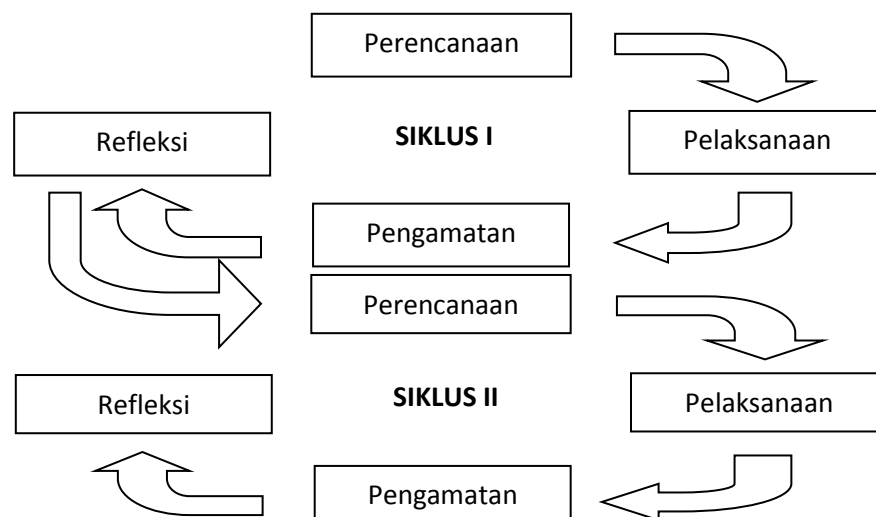 Perencanaan
Refleksi
SIKLUS I
Pelaksanaan
Pengamatan
Perencanaan
Refleksi
SIKLUS II
Pelaksanaan
Pengamatan